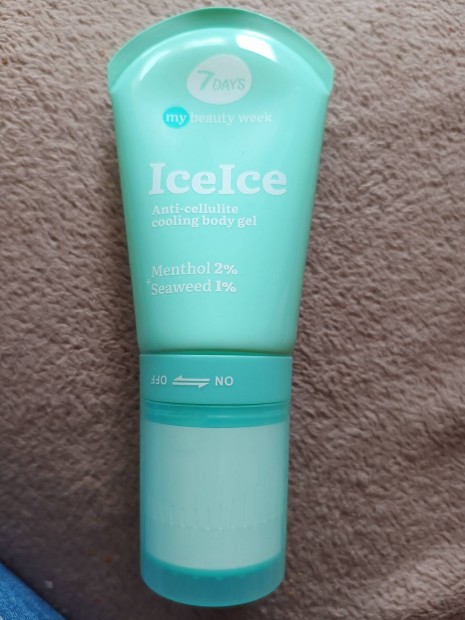 7DAYS
my beauty week
IceIce
Anti-cellulite
cooling body gel
Menthol 2%
+Seaweed 1%
OFF ON